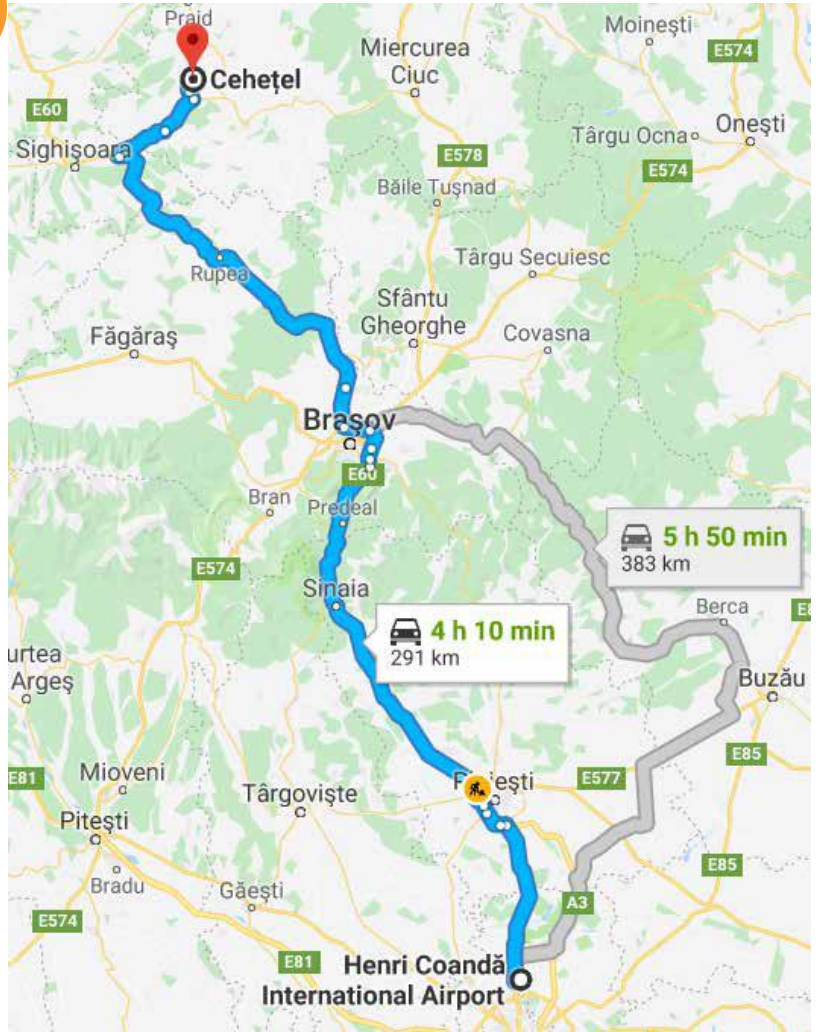 Praid
Moinești
Miercurea
Ciuc
E574
Cehețel
E60
Târgu Ocna
Onești
Sighișoara
E578
E574
Băile Tușnad
Rupea
Târgu Secuiesc
Sfântu
Gheorghe
Covasna
Făgăraș
Brașov
E60
Bran
Predeal
5 h 50 min
383 km
E574
Sinaia
Berca
4 h 10 min
291 km
urtea
Argeș
Buzău
E85
E81
Mioveni
E577
Târgoviște
Pitești
Bradu
Găești
E85
A3
E574
E81
Henri Coandă
International Airport